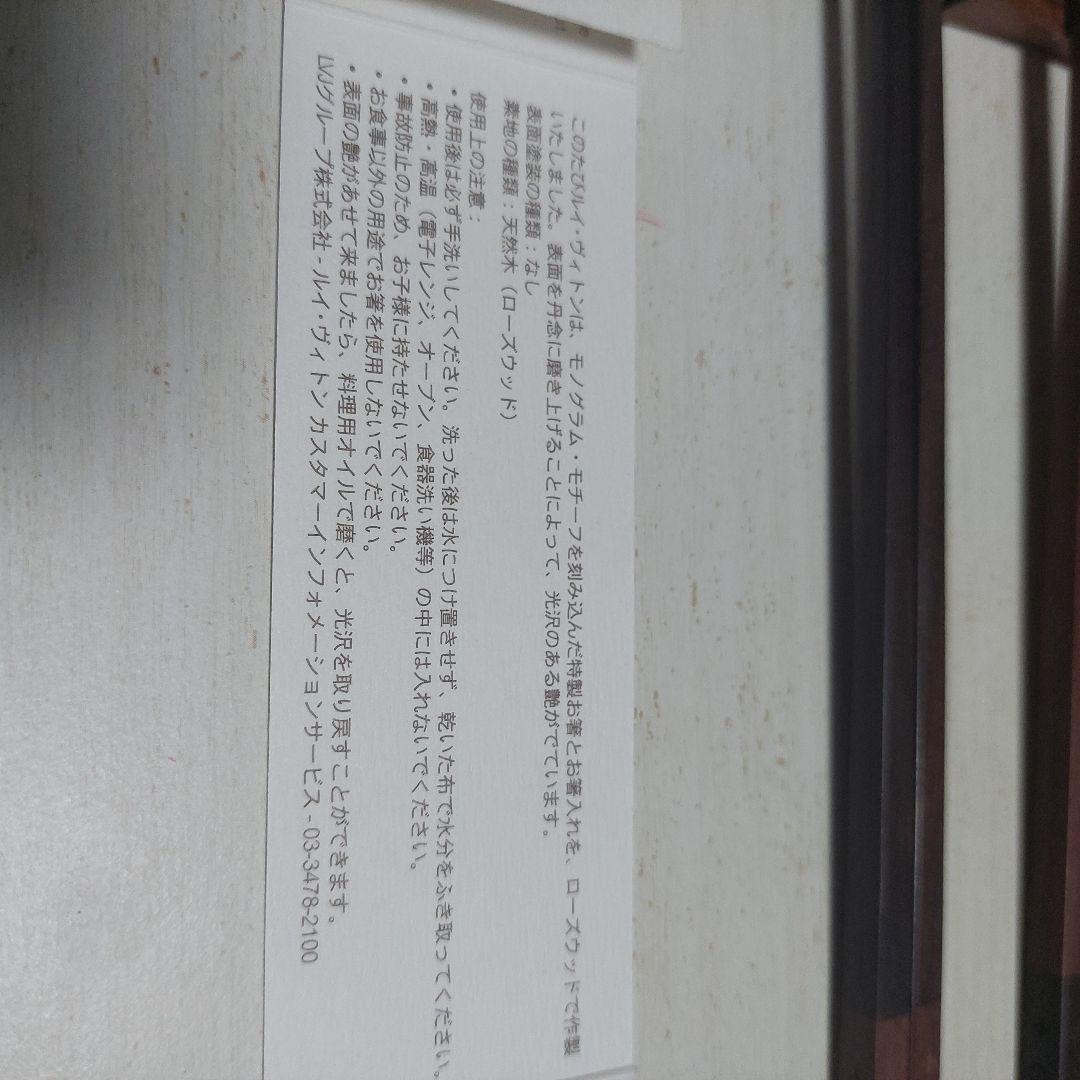 このたびルイ・ヴィトンは、モノグラム・モチーフを刻み込んだ特製お箸とお箸入れを、ローズウッドで作製
いたしました。表面を丹念に磨き上げることによって、光沢のある艶がでています。
表面塗装の種類：なし
素地の種類：天然木（ローズウッド）
使用上の注意：
・使用後は必ず手洗いしてください。洗った後は水につけ置きせず、乾いた布で水分をふき取ってください。
・高熱・高温（電子レンジ、オーブン、食器洗い機等）の中には入れないでください。
・事故防止のため、お子様に持たせないでください。
・お食事以外の用途でお箸を使用しないでください。
・表面の艶があせて来ましたら、料理用オイルで磨くと、光沢を取り戻すことができます。
LVJグループ株式会社 - ルイ・ヴィトン カスタマーインフォメーションサービス - 03-3478-2100